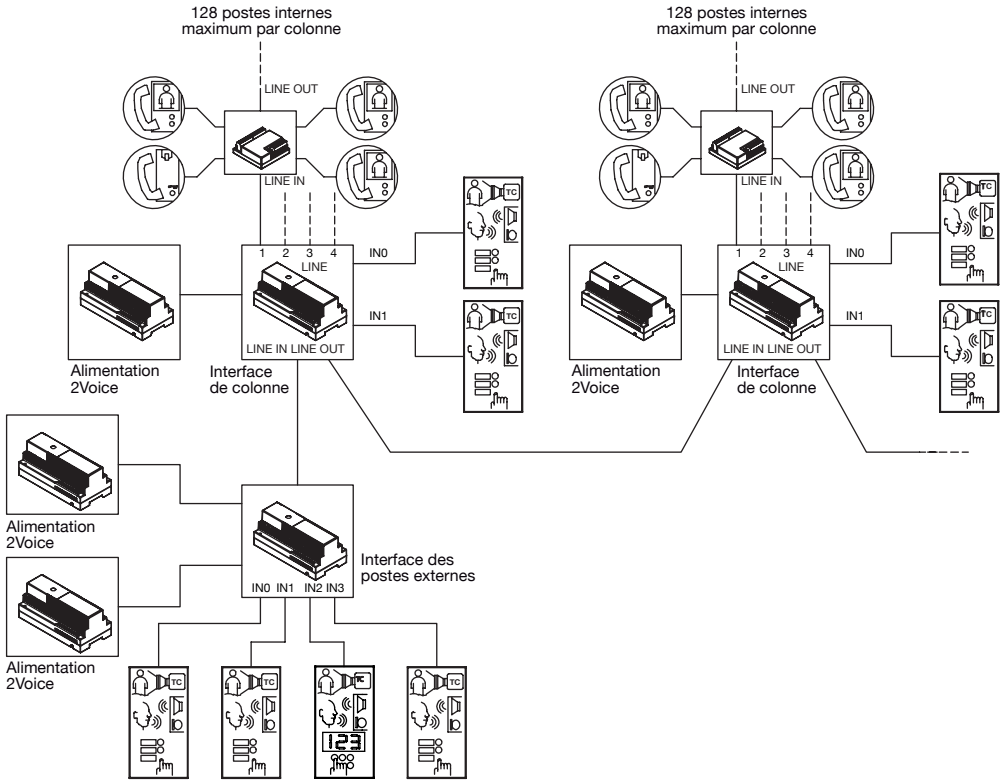 128 postes internes
maximum par colonne
128 postes internes
maximum par colonne
LINE OUT
LINE OUT
LINE IN
LINE IN
TC
TC
1 2 3 4
LINE
IN0
1 2 3 4
LINE
IN0
IN1
TC
IN1
TC
LINE IN LINE OUT
LINE IN LINE OUT
Alimentation
2Voice
Interface
de colonne
Alimentation
2Voice
Interface
de colonne
Alimentation
2Voice
Interface des
postes externes
IN0 IN1 IN2 IN3
Alimentation
2Voice
TC
TC
TC
TC
123